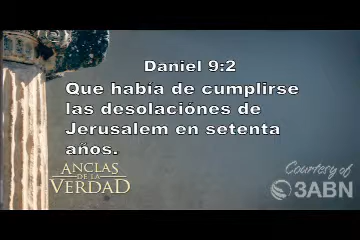 Daniel 9:2
Que había de cumplirse
las desolaciónes de
Jerusalem en setenta
años.
ANCLAS
DE LA
VERDAD
Courtesy of
3ABN